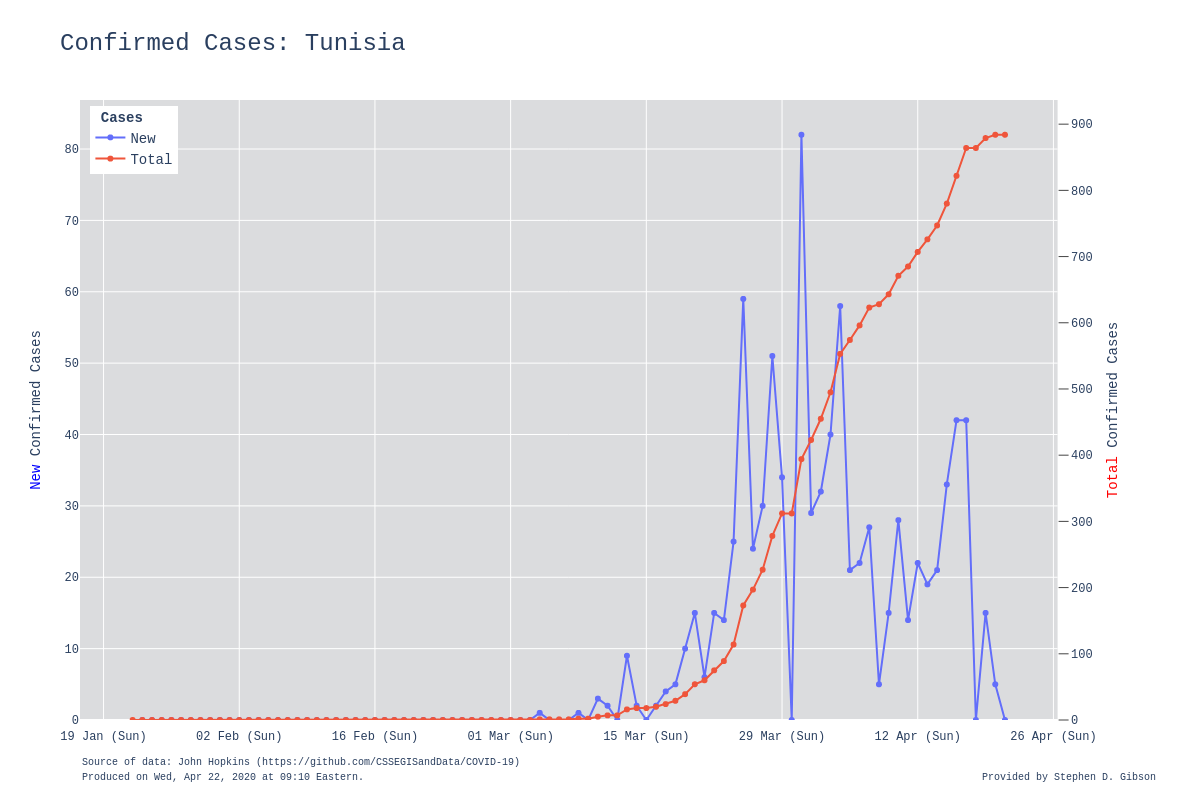 Confirmed Cases: Tunisia
Cases
New
Total
80
70
60
50
40
30
20
10
0
New Confirmed Cases
900
800
700
600
500
400
300
200
100
0
Total Confirmed Cases
19 Jan (Sun) 02 Feb (Sun) 16 Feb (Sun) 01 Mar (Sun) 15 Mar (Sun) 29 Mar (Sun) 12 Apr (Sun) 26 Apr (Sun)
Source of data: John Hopkins (https://github.com/CSSEGISandData/COVID-19)
Produced on Wed, Apr 22, 2020 at 09:10 Eastern.
Provided by Stephen D. Gibson